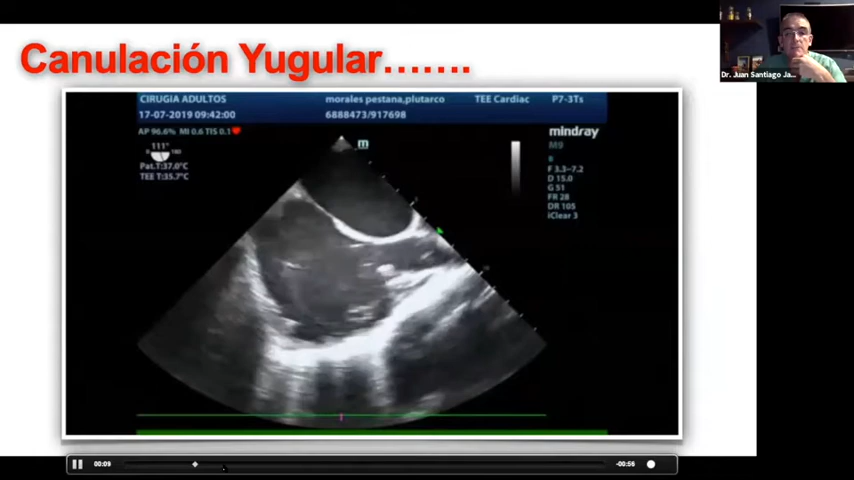 Canulación Yugular…….
Dr. Juan Santiago Ja...
CIRUGIA ADULTOS morales pestana,plutarco TEE Cardiac P7-3Ts
17-07-2019 09:42:00 6888473/917698
AP 96.6% MI 0.6 TIS 0.1
mindray
M9
111°
0 180
Pat.T:37.0°C
TEE T:35.7°C
B
F 3.3-7.2
D 15.0
G 51
FR 28
DR 105
iClear 3
00:09 -00:56